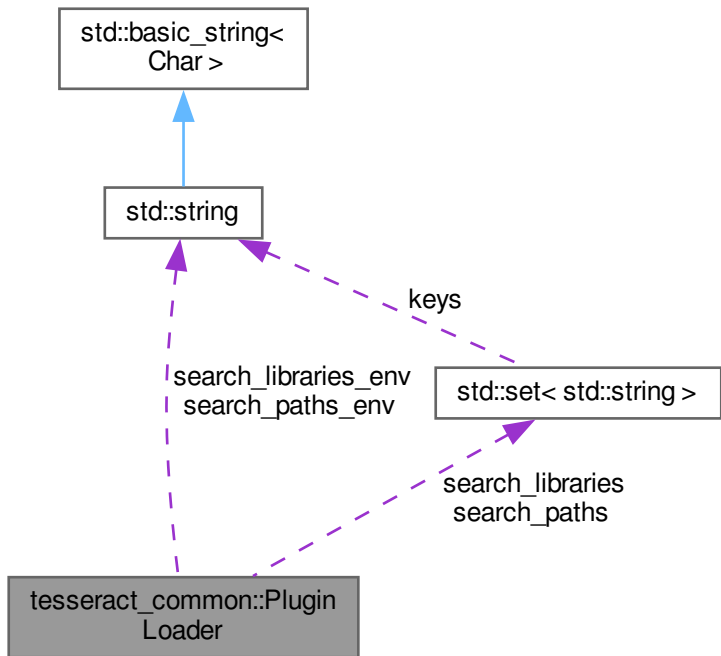 std::basic_string<
Char >
std::string
keys
search_libraries_env
search_paths_env
std::set< std::string >
search_libraries
search_paths
tesseract_common::Plugin
Loader